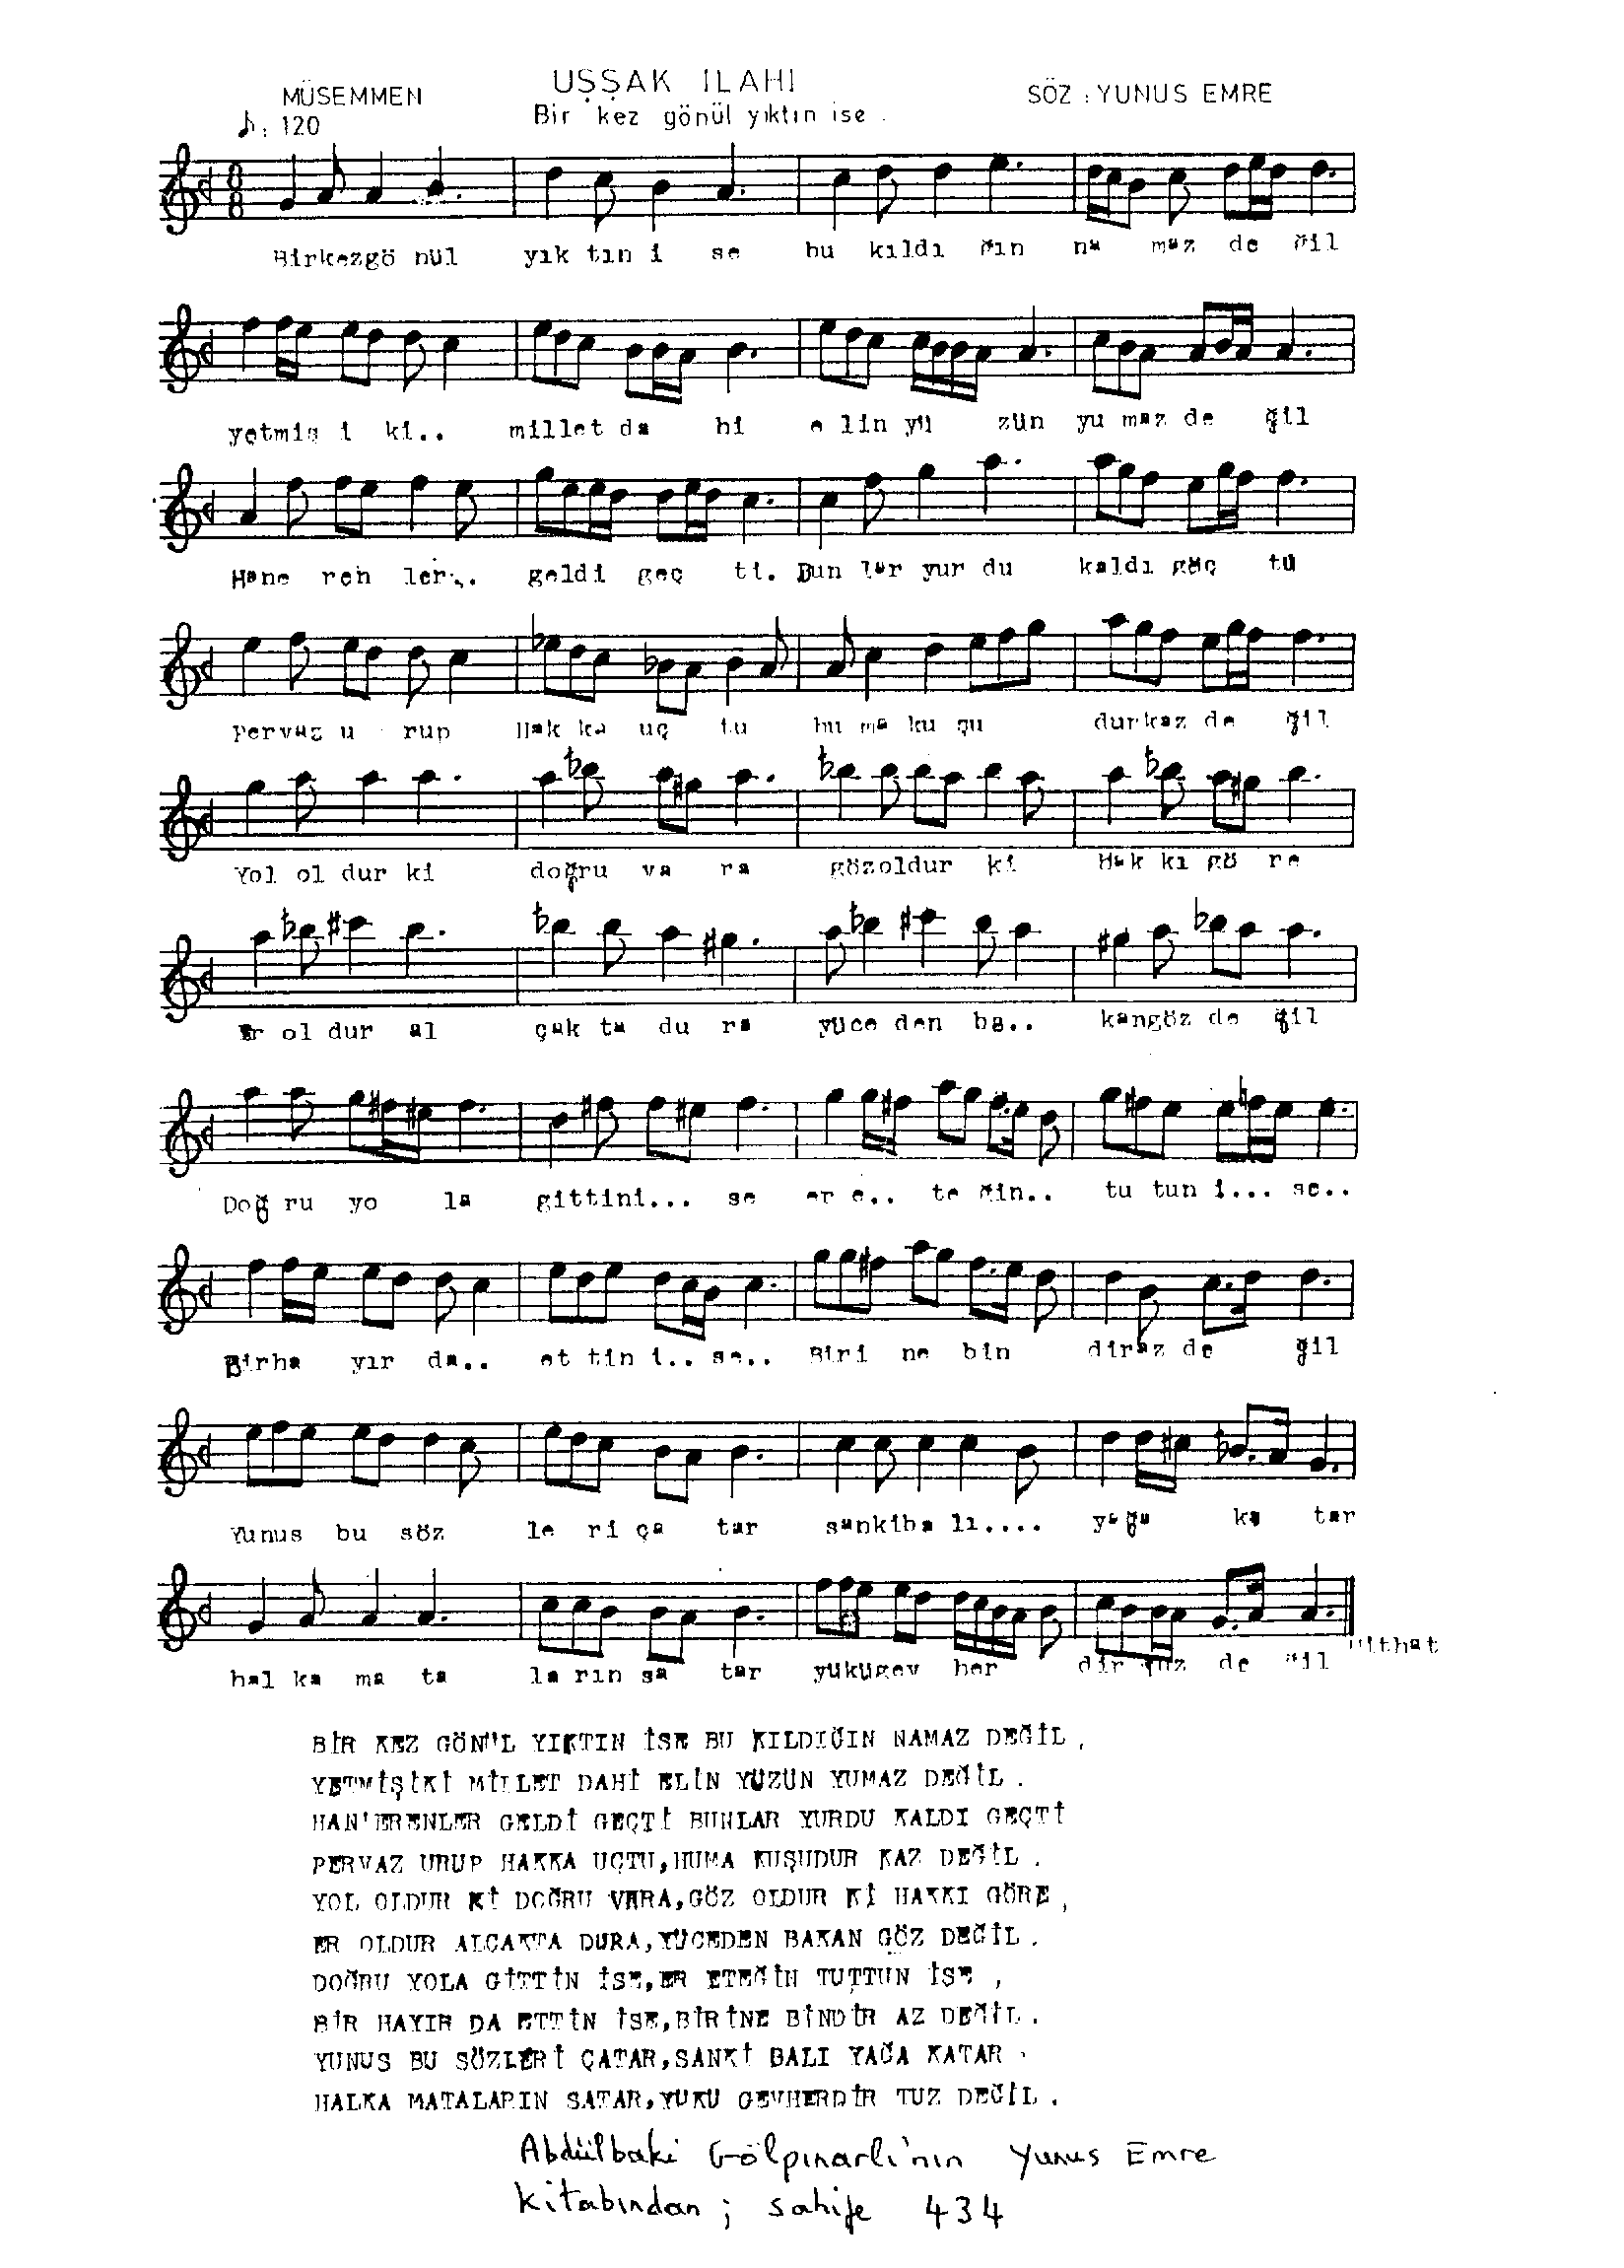 UŞŞAK İLAHİ
MÜSEMMEN
SÖZ : YUNUS EMRE
Bir kez gönül yıktın ise .
♪: 120
8
8
Birkezgö nül yık tın i se bu kıldı ğın na maz de ğil
yetmiş i ki.. millet da hi e lin yü zün yu maz de ğil
Hane ren ler... geldi geç ti. Bun lar yur du kaldı göç tü
Pervaz u rup Hak ka uç tu hu ma ku şu durkaz de ğil
Yol ol dur ki doğru va ra gözoldur ki Hak kı gö re
Er ol dur al çak ta du ra yüce den ba.. kangöz de ğil
Doğ ru yo la gittini... se er e.. te ğin.. tu tun i... se..
Birha yır da.. et tin i.. se.. Biri ne bin diraz de ğil
Yunus bu söz le ri ça tar sankiba lı.... yağa ka tar
hal ka ma ta la rın sa tar yükügev her dir tuz de ğil
Mithat
BİR KEZ GÖNÜL YIKTIN İSE BU KILDIĞIN NAMAZ DEĞİL ,
YETMİŞİKİ MİLLET DAHİ ELİN YÜZÜN YUMAZ DEĞİL .
HAN'ERENLER GELDİ GEÇTİ BUNLAR YURDU KALDI GEÇTİ
PERVAZ URUP HAKKA UÇTU,HUMA KUŞUDUR KAZ DEĞİL .
YOL OLDUR Kİ DOĞRU VARA,GÖZ OLDUR Kİ HAKKI GÖRE ,
ER OLDUR ALÇAKTA DURA,YÜCEDEN BAKAN GÖZ DEĞİL .
DOĞRU YOLA GİTTİN İSE,ER ETEĞİN TUTTUN İSE ,
BİR HAYIR DA ETTİN İSE,BİRİNE BİNDİR AZ DEĞİL .
YUNUS BU SÖZLERİ ÇATAR,SANKİ BALI YAĞA KATAR .
HALKA MATALARIN SATAR,YUKU GEVHERDİR TUZ DEĞİL .
Abdülbaki Gölpınarlı'nın Yunus Emre
kitabından ; sahife 434